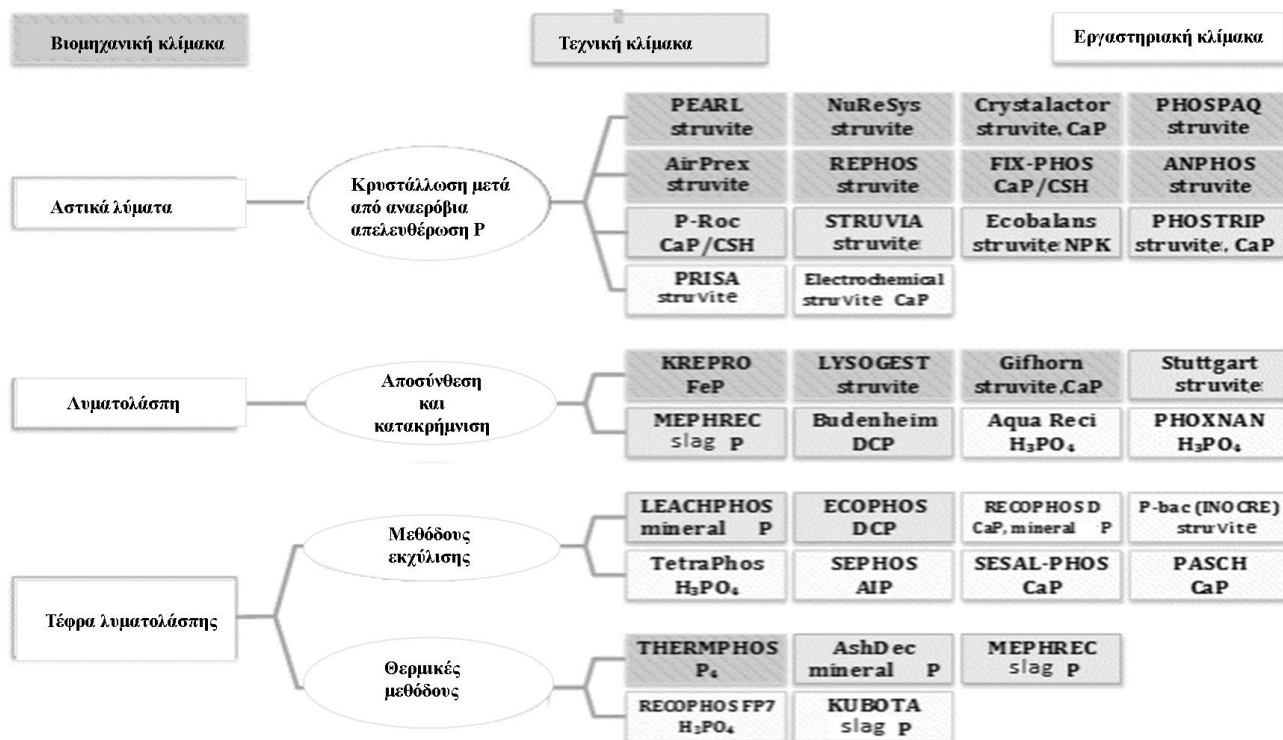 Βιομηχανική κλίμακα
Τεχνική κλίμακα
Εργαστηριακή κλίμακα
Αστικά λύματα
Κρυστάλλωση μετά
από αναερόβια
απελευθέρωση P
PEARL
struvite
NuReSys
struvite
Crystalactor
struvite, CaP
PHOSPAQ
struvite
AirPrex
struvite
REPHOS
struvite
FIX-PHOS
CaP/CSH
ANPHOS
struvite
P-Roc
CaP/CSH
STRUVIA
struvite
Ecobalans
struvite NPK
PHOSTRIP
struvite, CaP
PRISA
struvite
Electrochemical
struvite CaP
Λυματολάσπη
Αποσύνθεση
και
κατακρήμνιση
KREPRO
FeP
LYSOGEST
struvite
Gifhorn
struvite,CaP
Stuttgart
struvite
MEPHREC
slag P
Budenheim
DCP
Aqua Reci
H₃PO₄
PHOXNAN
H₃PO₄
Τέφρα λυματολάσπης
Μεθόδους
εκχύλισης
LEACHPHOS
mineral P
ECOPHOS
DCP
RECOPHOS D
CaP, mineral P
P-bac (INOCRE)
struvite
TetraPhos
H₃PO₄
SEPHOS
AIP
SESAL-PHOS
CaP
PASCH
CaP
Θερμικές
μεθόδους
THERMPHOS
P₄
AshDec
mineral P
MEPHREC
slag P
RECOPHOS FP7
H₃PO₄
KUBOTA
slag P